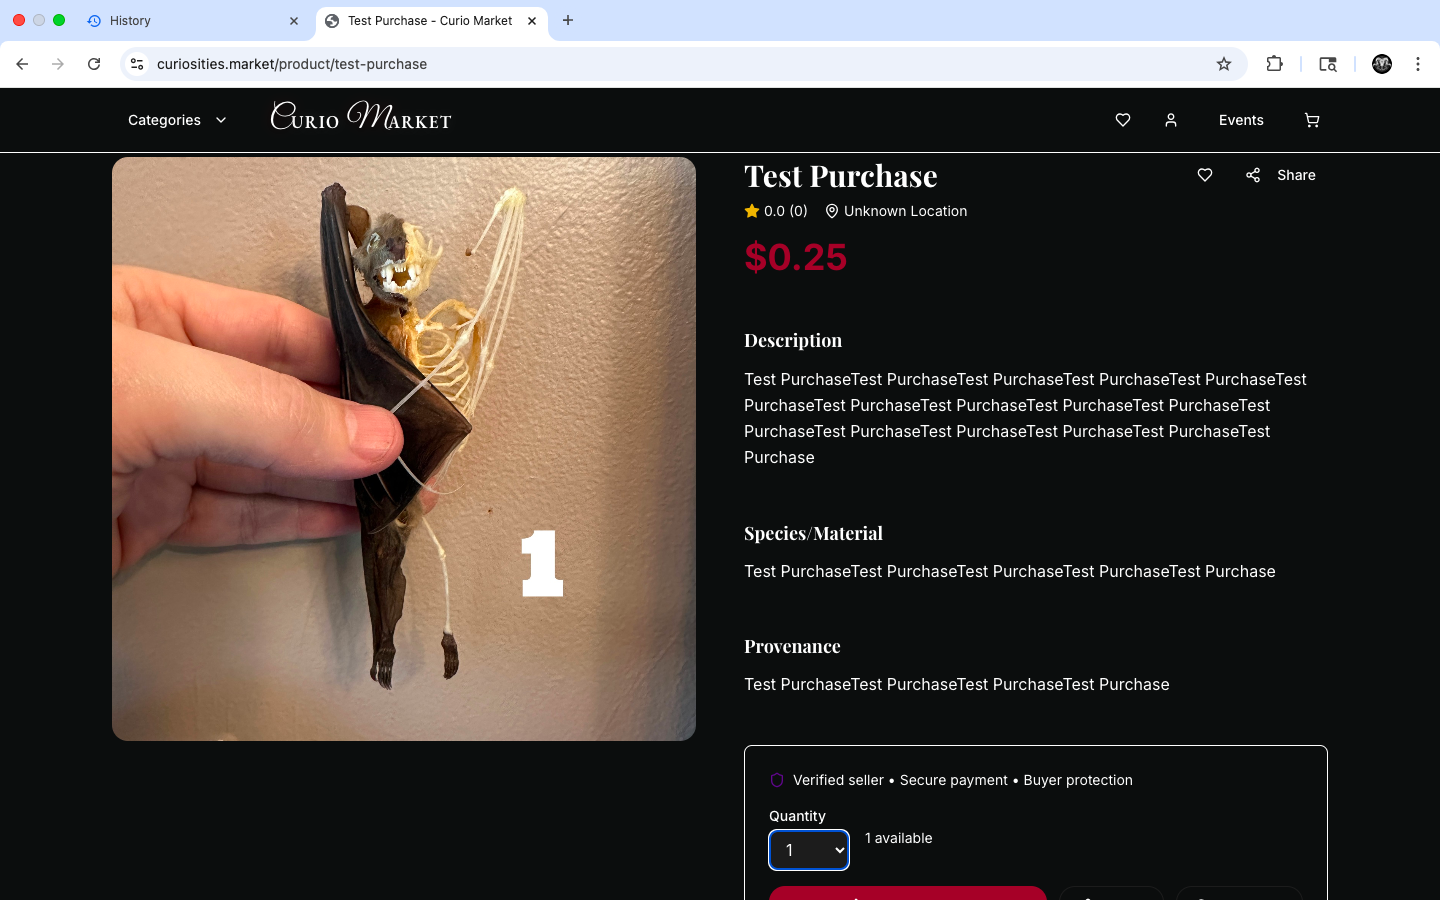 History
Test Purchase - Curio Market
curiosities.market/product/test-purchase
Categories
Curio Market
Events
Test Purchase
Share
0.0 (0)
Unknown Location
$0.25
Description
Test PurchaseTest PurchaseTest PurchaseTest PurchaseTest PurchaseTest
PurchaseTest PurchaseTest PurchaseTest PurchaseTest PurchaseTest
PurchaseTest PurchaseTest PurchaseTest PurchaseTest PurchaseTest
Purchase
Species/Material
Test PurchaseTest PurchaseTest PurchaseTest PurchaseTest Purchase
Provenance
Test PurchaseTest PurchaseTest PurchaseTest Purchase
1
Verified seller • Secure payment • Buyer protection
Quantity
1
1 available